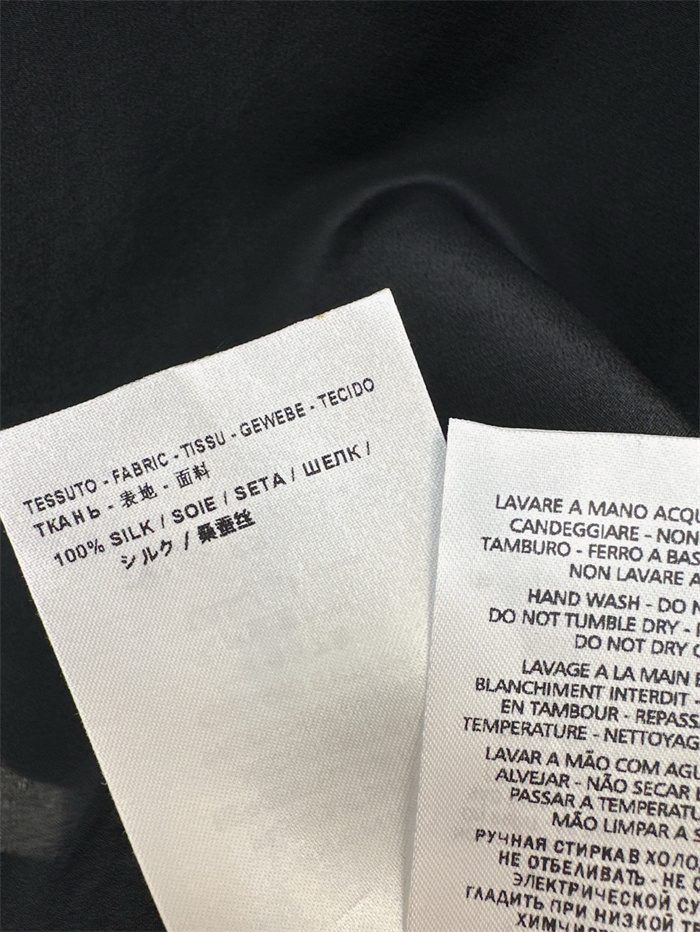 TESSUTO - FABRIC - TISSU - GEWEBE - TECIDO
ТКАНЬ - 表地 - 面料
100% SILK / SOIE / SETA / ШЕЛК /
シルク / 桑蚕丝
LAVARE A MANO ACQU
CANDEGGIARE - NON
TAMBURO - FERRO A BAS
NON LAVARE A
HAND WASH - DO N
DO NOT TUMBLE DRY -
DO NOT DRY C
LAVAGE A LA MAIN E
BLANCHIMENT INTERDIT -
EN TAMBOUR - REPASS
TEMPERATURE - NETTOYAG
LAVAR A MÃO COM AGU
ALVEJAR - NÃO SECAR E
PASSAR A TEMPERATU
MÃO LIMPAR A S
РУЧНАЯ СТИРКА В ХОЛО
НЕ ОТБЕЛИВАТЬ - НЕ С
ЭЛЕКТРИЧЕСКОЙ СУ
ГЛАДИТЬ ПРИ НИЗКОЙ ТЕ
ХИМЧИСТ